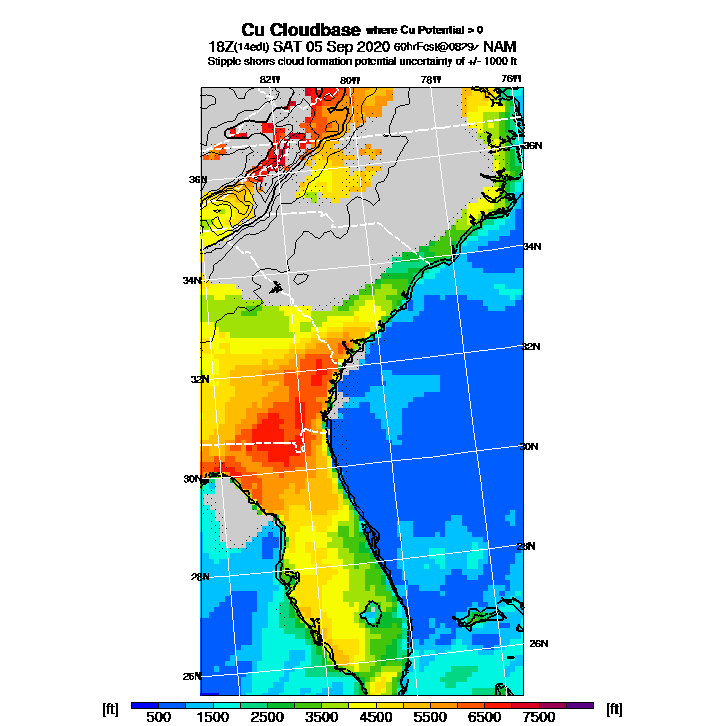 Cu Cloudbase where Cu Potential > 0
18Z(14edt) SAT 05 Sep 2020 60hrFcst@0829z NAM
Stipple shows cloud formation potential uncertainty of +/- 1000 ft
82W 80W 78W 76W
36N
36N
34N
34N
32N
32N
30N
30N
28N
28N
26N
26N
[ft] [ft]
500 1500 2500 3500 4500 5500 6500 7500